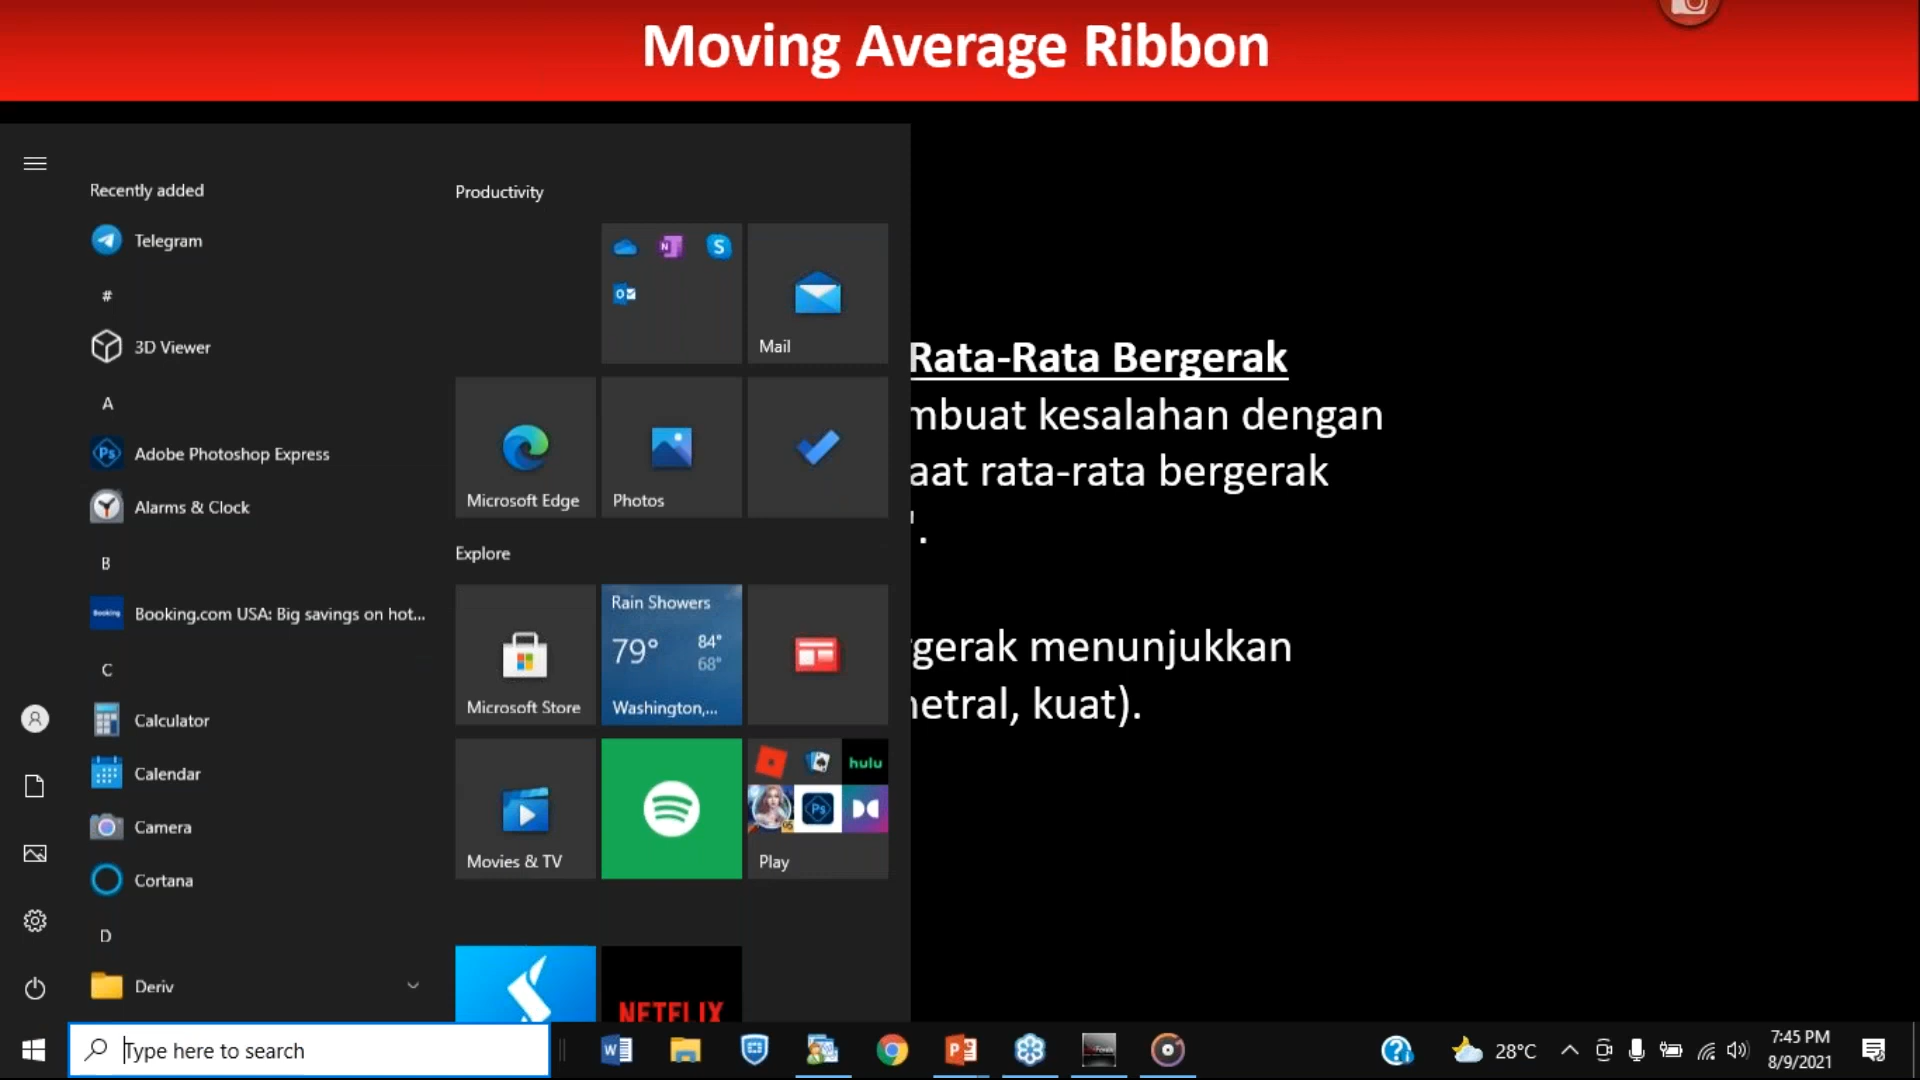 Moving Average Ribbon
Recently added
Telegram
#
3D Viewer
A
Adobe Photoshop Express
Alarms & Clock
B
Booking.com USA: Big savings on hot...
C
Calculator
Calendar
Camera
Cortana
D
Deriv
Productivity
Mail
Microsoft Edge
Photos
Explore
Microsoft Store
Rain Showers
79°
84°
68°
Washington,...
Movies & TV
hulu
Play
NETFLIX
Rata-Rata Bergerak
mbuat kesalahan dengan
aat rata-rata bergerak
".
gerak menunjukkan
netral, kuat).
Type here to search
28°C
7:45 PM
8/9/2021